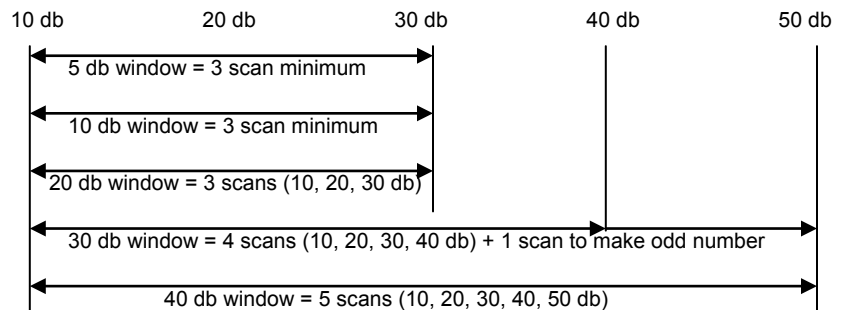 10 db 20 db 30 db 40 db 50 db
5 db window = 3 scan minimum
10 db window = 3 scan minimum
20 db window = 3 scans (10, 20, 30 db)
30 db window = 4 scans (10, 20, 30, 40 db) + 1 scan to make odd number
40 db window = 5 scans (10, 20, 30, 40, 50 db)